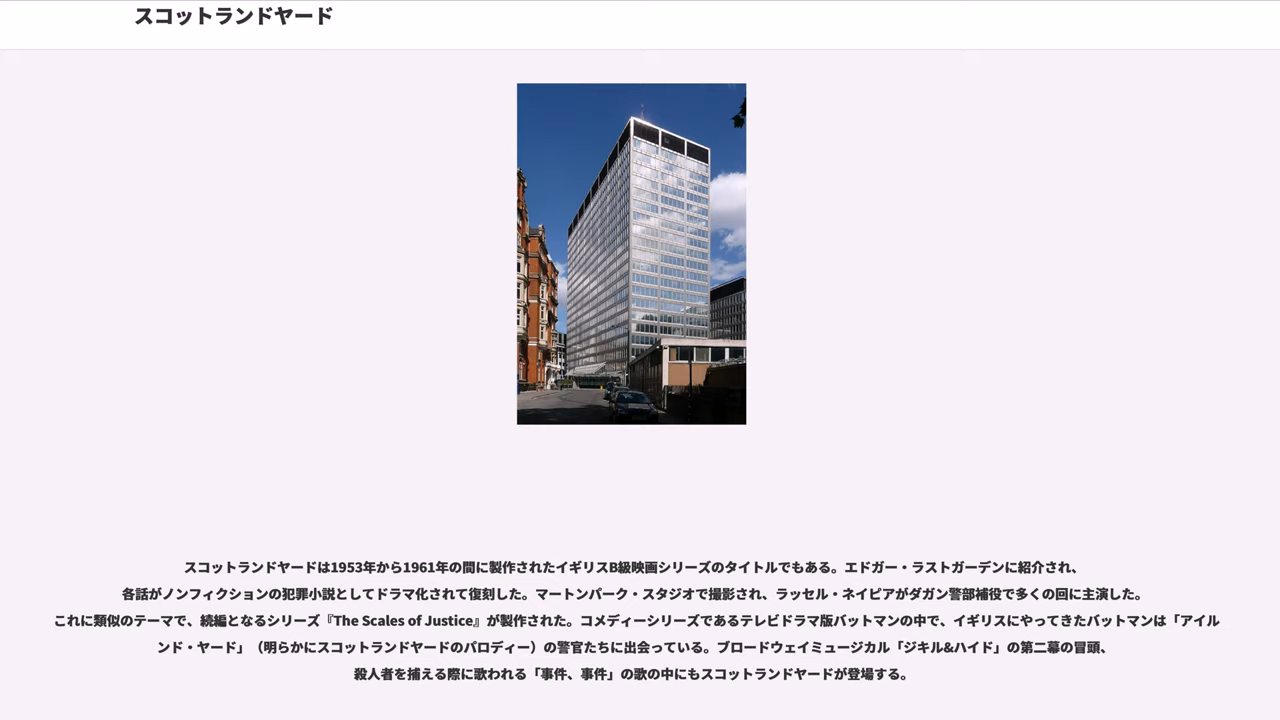 スコットランドヤード
スコットランドヤードは1953年から1961年の間に製作されたイギリスB級映画シリーズのタイトルでもある。エドガー・ラストガーデンに紹介され、
各話がノンフィクションの犯罪小説としてドラマ化されて復刻した。マートンパーク・スタジオで撮影され、ラッセル・ネイピアがダガン警部補役で多くの回に主演した。
これに類似のテーマで、続編となるシリーズ『The Scales of Justice』が製作された。コメディーシリーズであるテレビドラマ版バットマンの中で、イギリスにやってきたバットマンは「アイル
ンド・ヤード」（明らかにスコットランドヤードのパロディー）の警官たちに出会っている。ブロードウェイミュージカル「ジキル&ハイド」の第二幕の冒頭、
殺人者を捕える際に歌われる「事件、事件」の歌の中にもスコットランドヤードが登場する。